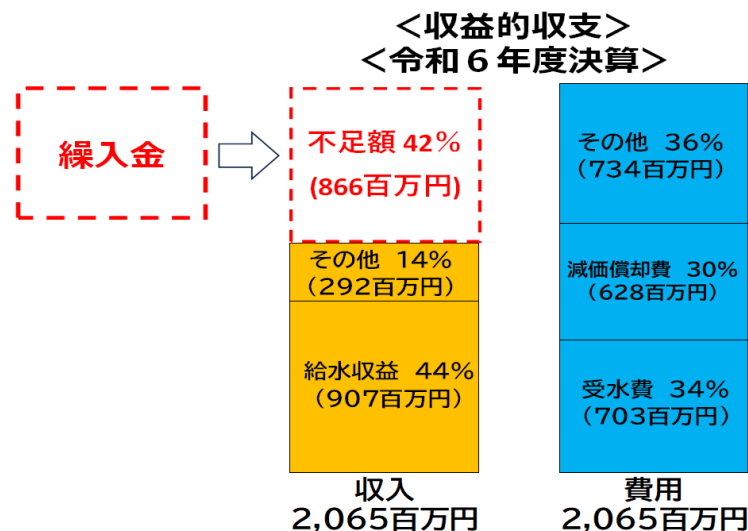 ＜収益的収支＞
＜令和６年度決算＞
繰入金
不足額 42％
(866百万円)
その他 14%
（292百万円）
給水収益 44%
（907百万円）
収入
2,065百万円
その他 36%
（734百万円）
減価償却費 30%
（628百万円）
受水費 34%
（703百万円）
費用
2,065百万円